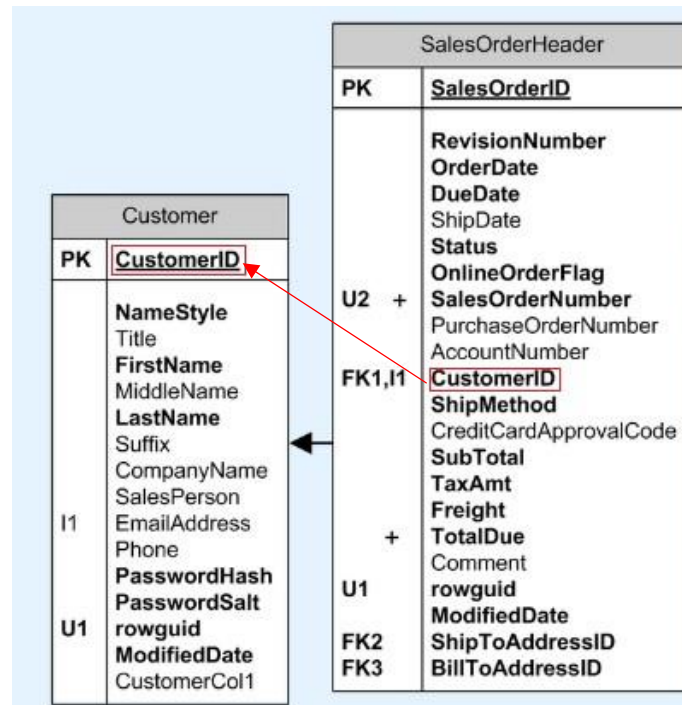 SalesOrderHeader
PK SalesOrderID
RevisionNumber
OrderDate
DueDate
ShipDate
Status
OnlineOrderFlag
U2 + SalesOrderNumber
PurchaseOrderNumber
AccountNumber
FK1,I1 CustomerID
ShipMethod
CreditCardApprovalCode
SubTotal
TaxAmt
Freight
+ TotalDue
Comment
U1 rowguid
ModifiedDate
FK2 ShipToAddressID
FK3 BillToAddressID
Customer
PK CustomerID
NameStyle
Title
FirstName
MiddleName
LastName
Suffix
CompanyName
SalesPerson
I1 EmailAddress
Phone
PasswordHash
PasswordSalt
U1 rowguid
ModifiedDate
CustomerCol1